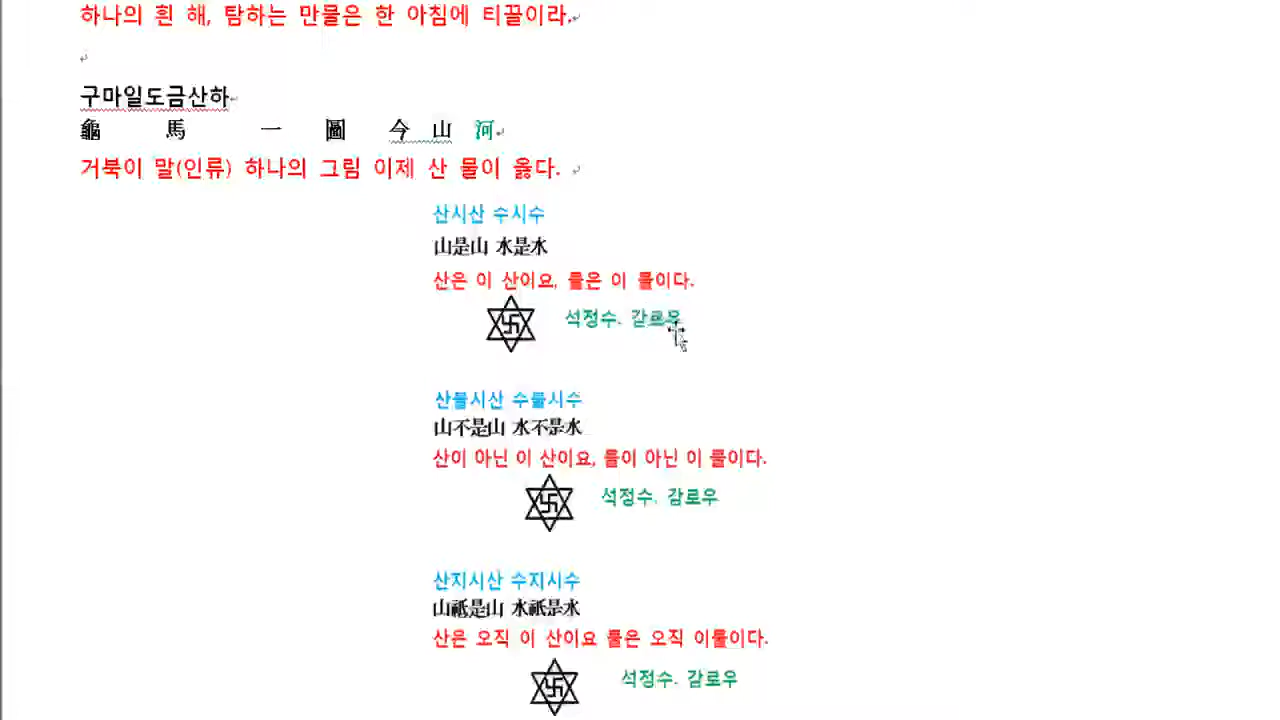 하나의 흰 해, 탐하는 만물은 한 아침에 티끌이라.
구마일도금산하
龜 馬 一 圖 今 山 河
거북이 말(인류) 하나의 그림 이제 산 물이 옳다.
산시산 수시수
山是山 水是水
산은 이 산이요, 물은 이 물이다.
석정수. 감로우
산불시산 수불시수
山不是山 水不是水
산이 아닌 이 산이요, 물이 아닌 이 물이다.
석정수. 감로우
산지시산 수지시수
山祇是山 水祇是水
산은 오직 이 산이요 물은 오직 이물이다.
석정수. 감로우